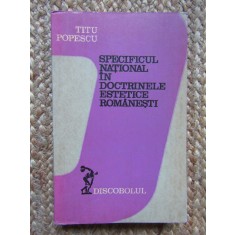 TITU
POPESCU
SPECIFICUL
NAȚIONAL
ÎN
DOCTRINELE
ESTETICE
ROMÂNEȘTI
DISCOBOLUL